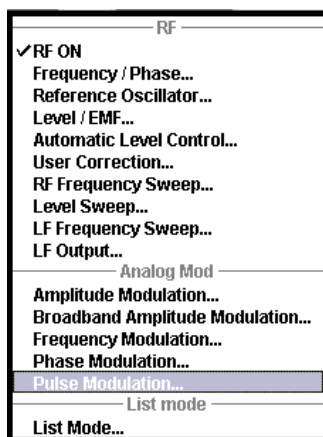 RF
RF ON
Frequency / Phase...
Reference Oscillator...
Level / EMF...
Automatic Level Control...
User Correction...
RF Frequency Sweep...
Level Sweep...
LF Frequency Sweep...
LF Output...
Analog Mod
Amplitude Modulation...
Broadband Amplitude Modulation...
Frequency Modulation...
Phase Modulation...
Pulse Modulation...
List mode
List Mode...